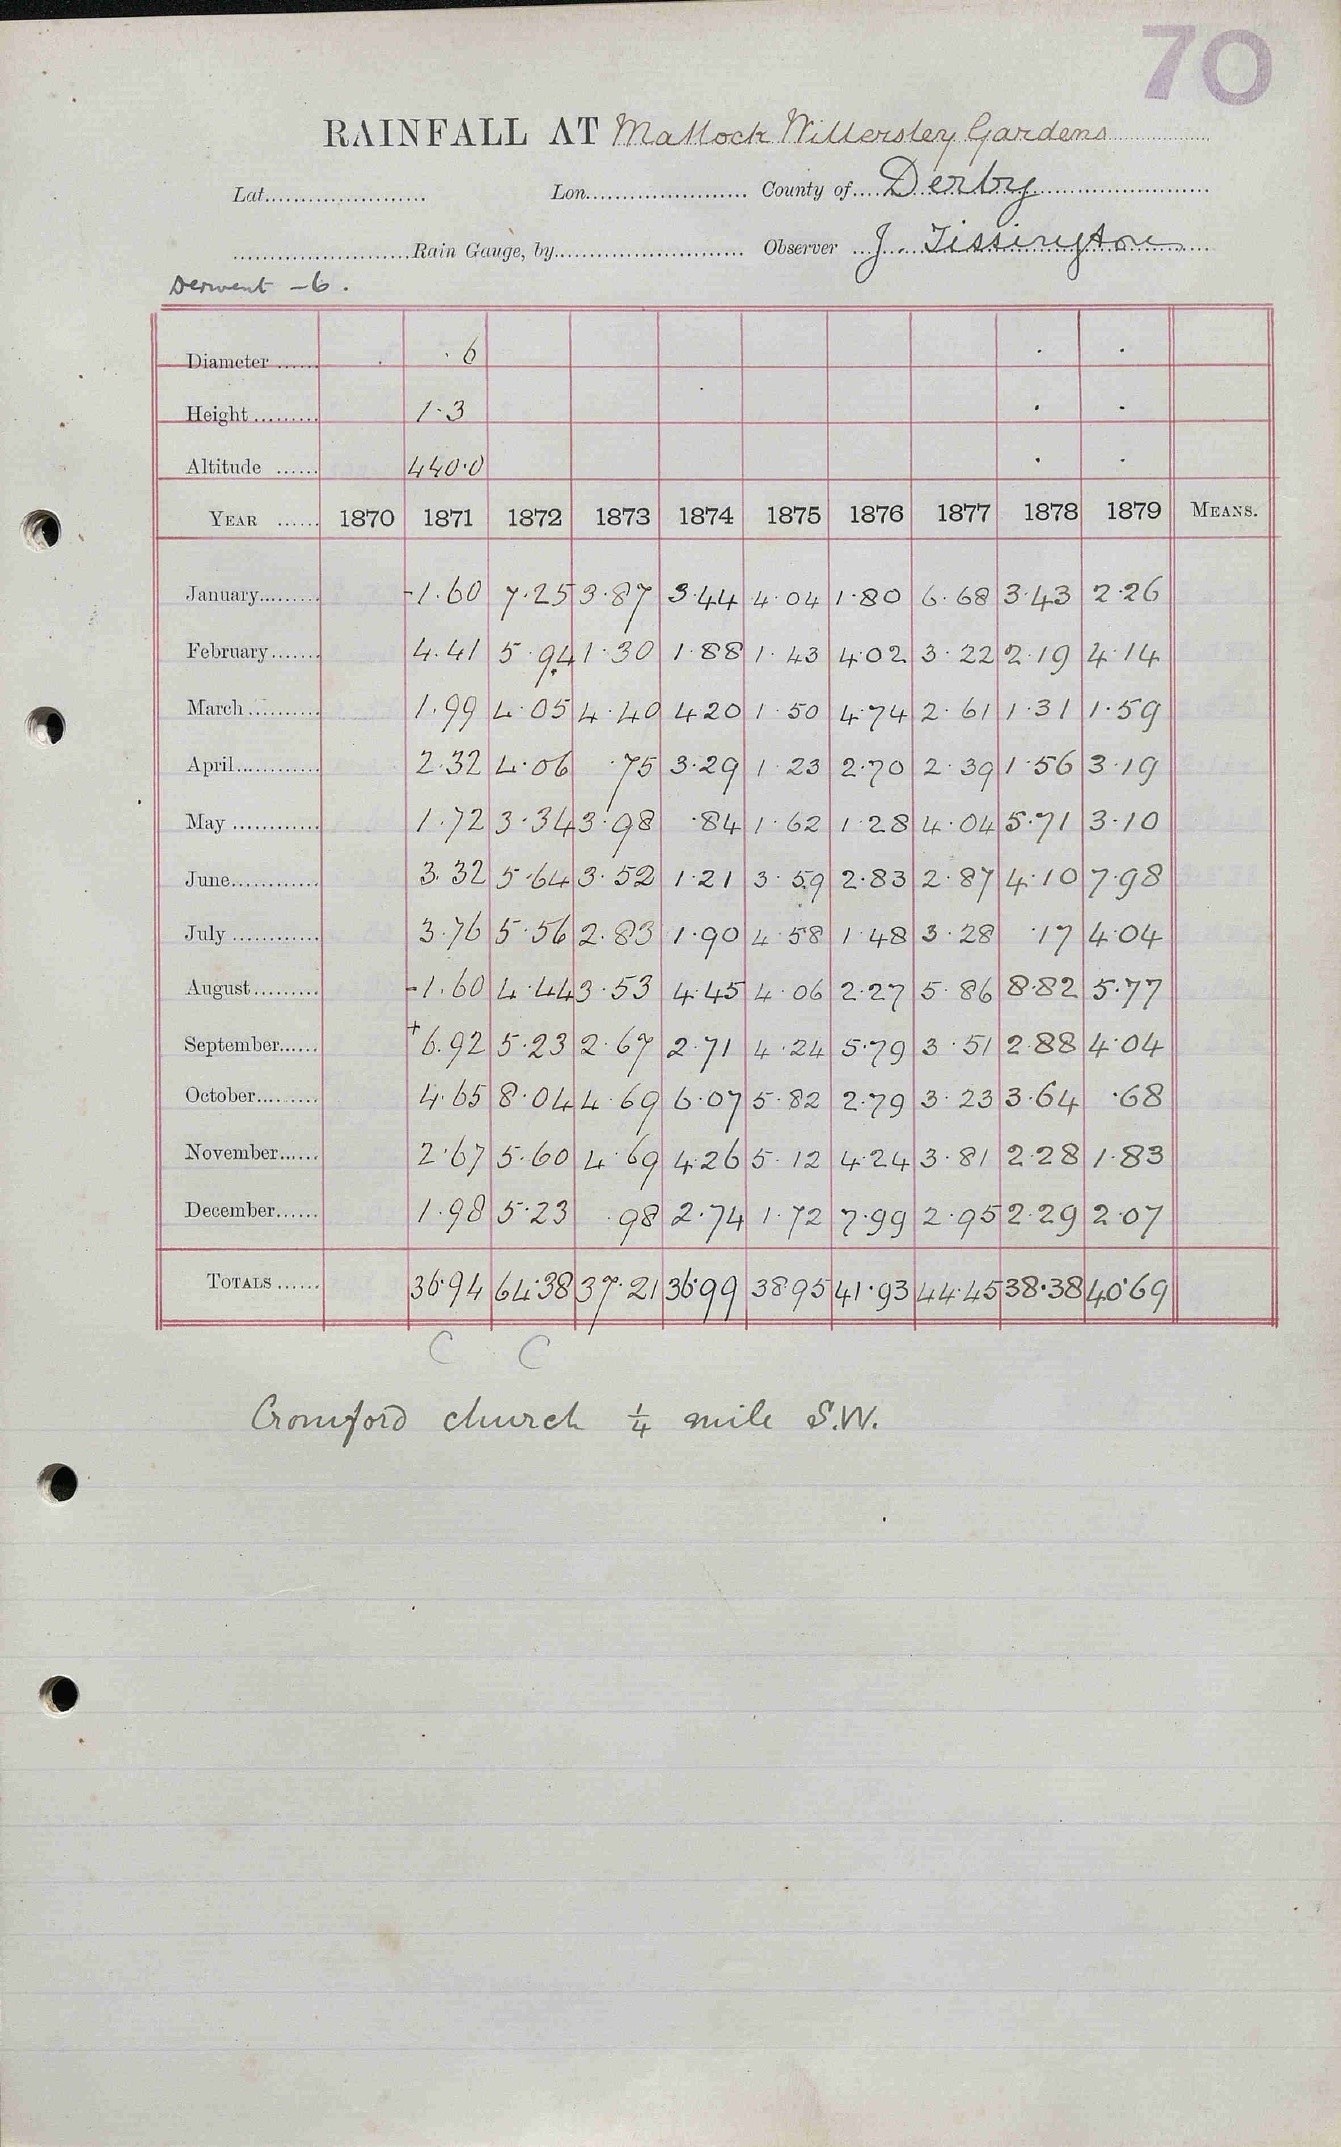 70
RAINFALL AT Matlock Willersley Gardens
Lat. Lon. County of Derby
Rain Gauge, by Observer J. Tissington
Derwent - 6.
Diameter 6
Height 1.3
Altitude 440.0
YEAR 1870 1871 1872 1873 1874 1875 1876 1877 1878 1879 MEANS.
January -1.60 7.25 3.87 3.44 4.04 1.80 6.68 3.43 2.26
February 4.41 5.94 1.30 1.88 1.43 4.02 3.22 2.19 4.14
March 1.99 4.05 4.40 4.20 1.50 4.74 2.61 1.31 1.59
April 2.32 4.06 .75 3.29 1.23 2.70 2.39 1.56 3.19
May 1.72 3.34 3.98 .84 1.62 1.28 4.04 5.71 3.10
June 3.32 5.64 3.52 1.21 3.59 2.83 2.87 4.10 7.98
July 3.76 5.56 2.83 1.90 4.58 1.48 3.28 .17 4.04
August -1.60 4.44 3.53 4.45 4.06 2.27 5.86 8.82 5.77
September +6.92 5.23 2.67 2.71 4.24 5.79 3.51 2.88 4.04
October 4.65 8.04 4.69 6.07 5.82 2.79 3.23 3.64 .68
November 2.67 5.60 4.69 4.26 5.12 4.24 3.81 2.28 1.83
December 1.98 5.23 .98 2.74 1.72 7.99 2.95 2.29 2.07
TOTALS 36.94 64.38 37.21 36.99 38.95 41.93 44.45 38.38 40.69
C C
Cromford church 1/4 mile S.W.